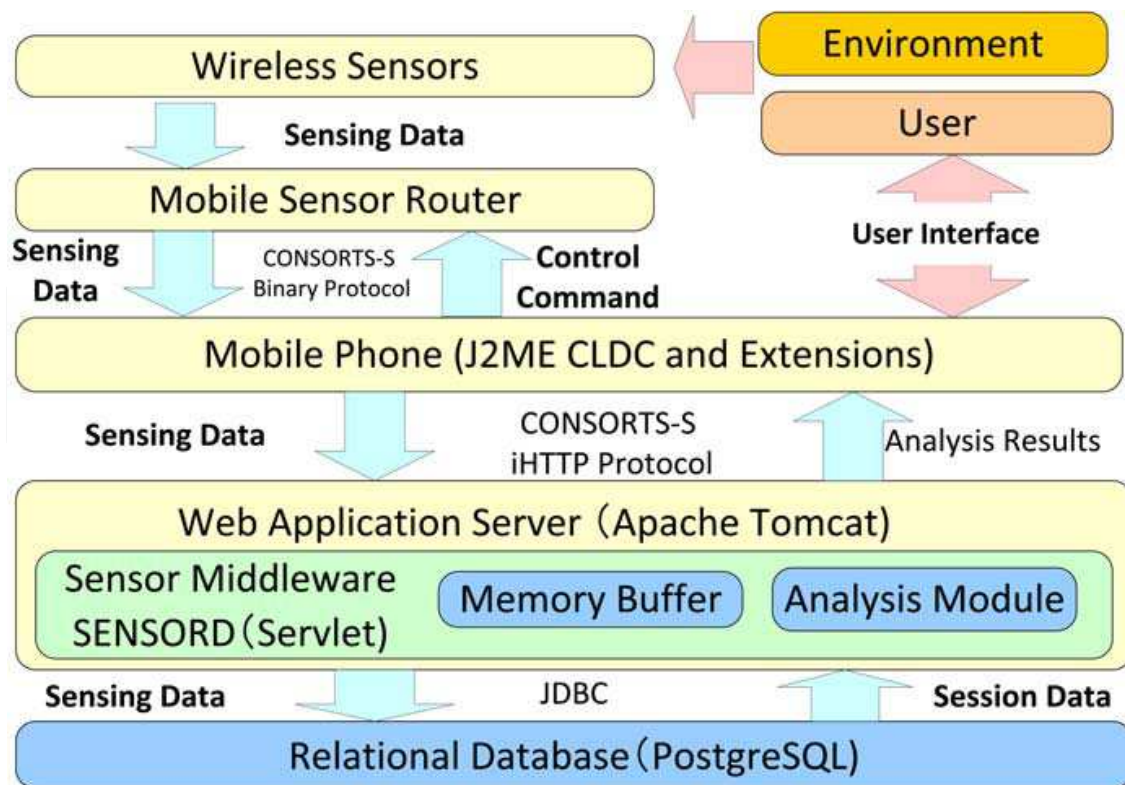 Environment
Wireless Sensors
User
Sensing Data
Mobile Sensor Router
User Interface
Sensing
Data
CONSORTS-S
Binary Protocol
Control
Command
Mobile Phone (J2ME CLDC and Extensions)
Sensing Data
CONSORTS-S
iHTTP Protocol
Analysis Results
Web Application Server（Apache Tomcat)
Sensor Middleware
SENSORD（Servlet)
Memory Buffer
Analysis Module
Sensing Data
JDBC
Session Data
Relational Database（PostgreSQL)